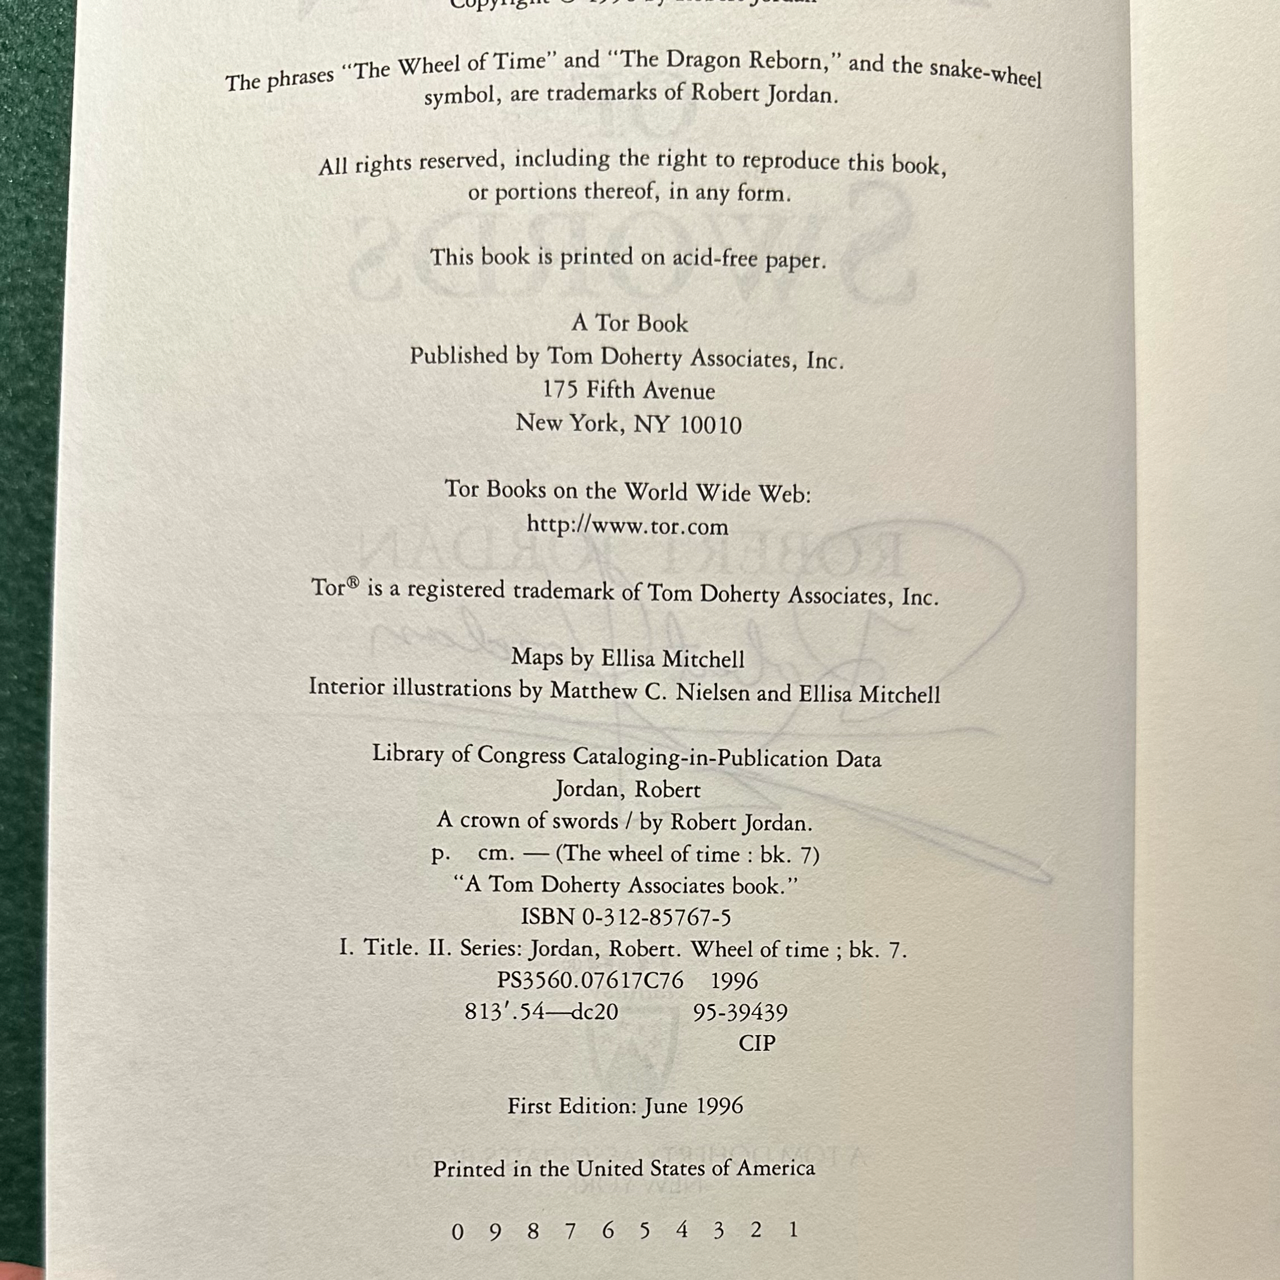 Copyright © 1996 by Robert Jordan
The phrases “The Wheel of Time” and “The Dragon Reborn,” and the snake-wheel
symbol, are trademarks of Robert Jordan.
All rights reserved, including the right to reproduce this book,
or portions thereof, in any form.
This book is printed on acid-free paper.
A Tor Book
Published by Tom Doherty Associates, Inc.
175 Fifth Avenue
New York, NY 10010
Tor Books on the World Wide Web:
http://www.tor.com
Tor® is a registered trademark of Tom Doherty Associates, Inc.
Maps by Ellisa Mitchell
Interior illustrations by Matthew C. Nielsen and Ellisa Mitchell
Library of Congress Cataloging-in-Publication Data
Jordan, Robert
A crown of swords / by Robert Jordan.
p. cm. — (The wheel of time : bk. 7)
“A Tom Doherty Associates book.”
ISBN 0-312-85767-5
I. Title. II. Series: Jordan, Robert. Wheel of time ; bk. 7.
PS3560.07617C76 1996
813′.54—dc20 95-39439
CIP
First Edition: June 1996
Printed in the United States of America
0 9 8 7 6 5 4 3 2 1